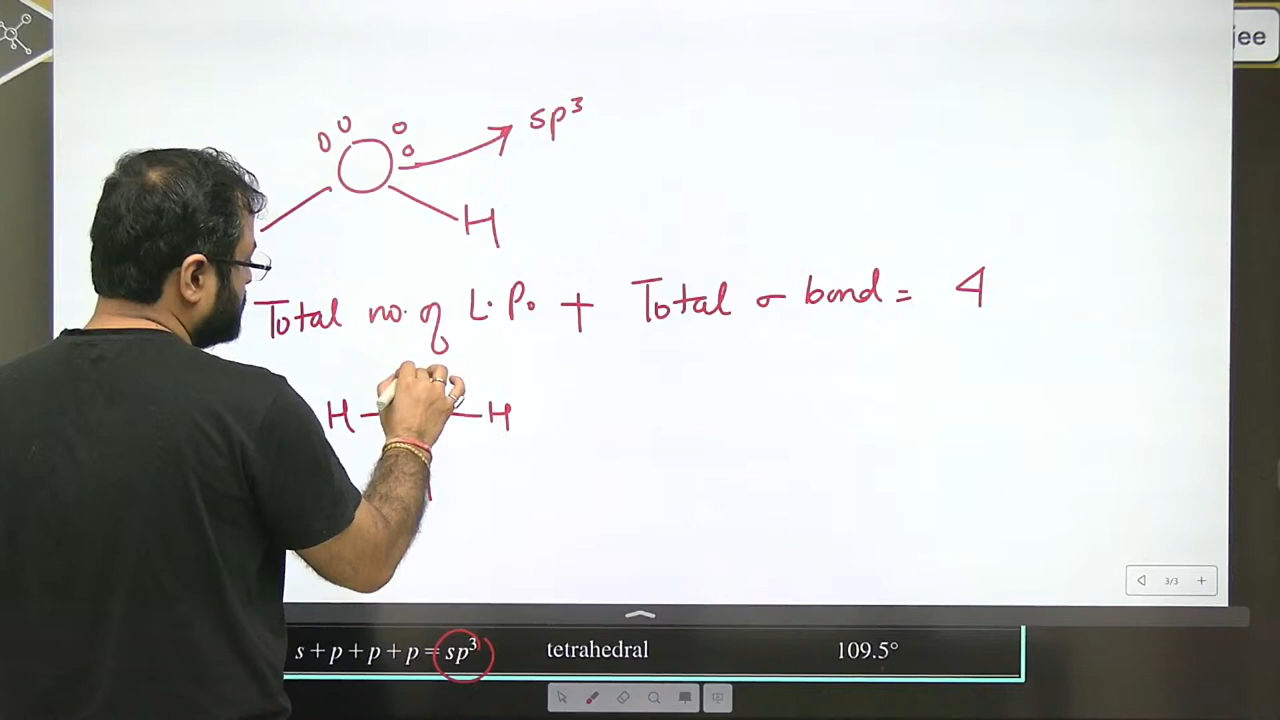 jee
sp³
H
Total no. of L.P. + Total σ bond = 4
H
H
3/3 +
s + p + p + p = sp³ tetrahedral 109.5°